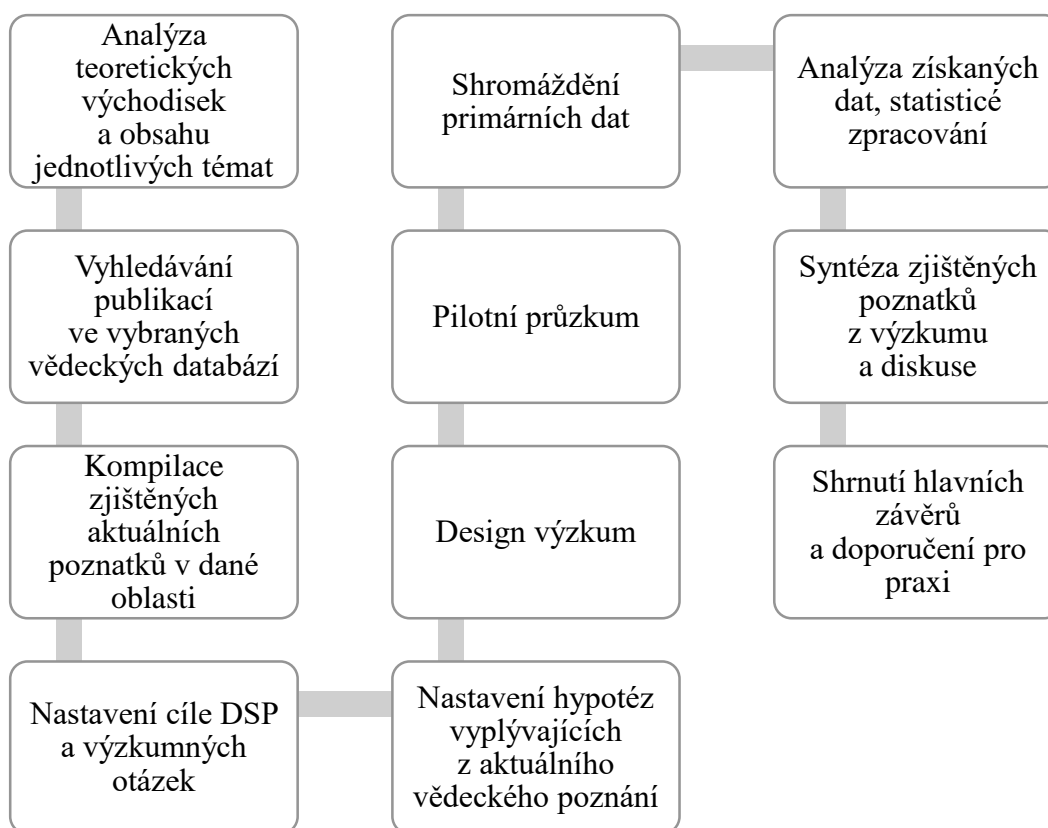 Analýza
teoretických
východisek
a obsahu
jednotlivých témat
Vyhledávání
publikací
ve vybraných
vědeckých databází
Kompilace
zjištěných
aktuálních
poznatků v dané
oblasti
Nastavení cíle DSP
a výzkumných
otázek
Nastavení hypotéz
vyplývajících
z aktuálního
vědeckého poznání
Design výzkum
Pilotní průzkum
Shromáždění
primárních dat
Analýza získaných
dat, statisticé
zpracování
Syntéza zjištěných
poznatků
z výzkumu
a diskuse
Shrnutí hlavních
závěrů
a doporučení pro
praxi